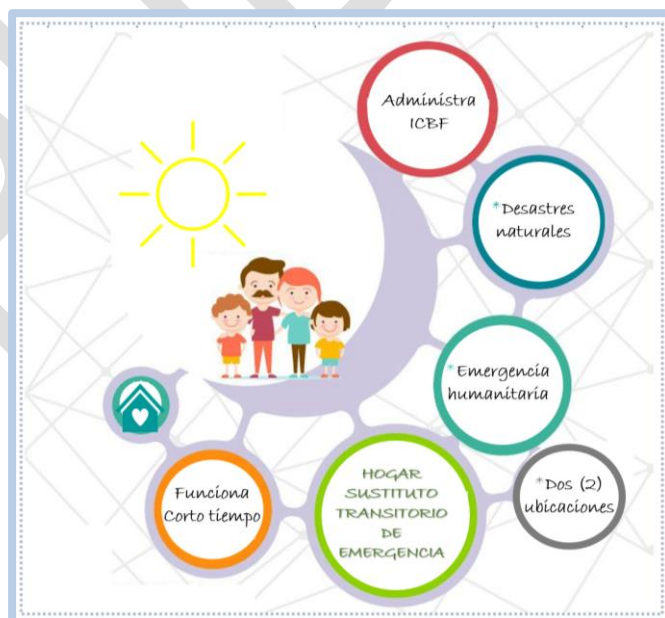 Administra
ICBF
*Desastres
naturales
*Emergencia
humanitaria
*Dos (2)
ubicaciones
HOGAR
SUSTITUTO
TRANSITORIO
DE
EMERGENCIA
Funciona
Corto tiempo